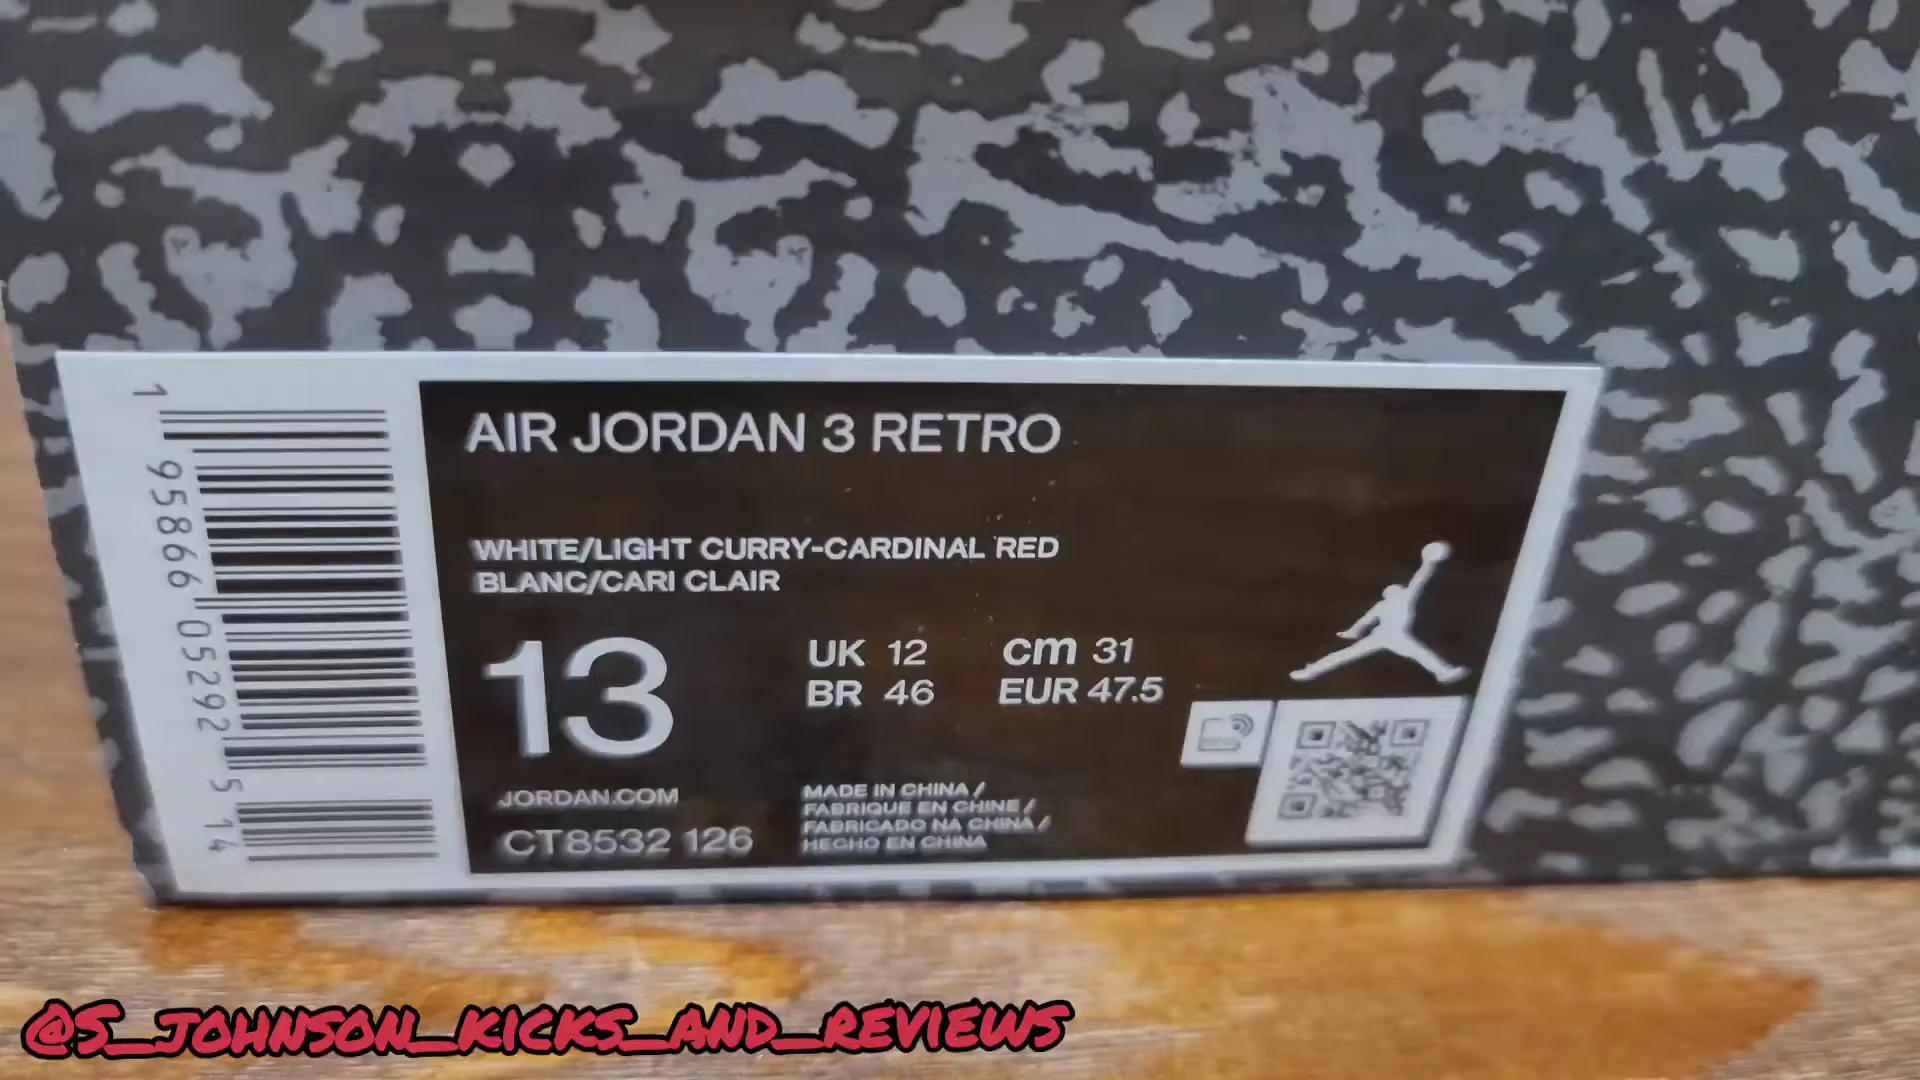 AIR JORDAN 3 RETRO
WHITE/LIGHT CURRY-CARDINAL RED
BLANC/CARI CLAIR
13
UK 12 cm 31
BR 46 EUR 47.5
JORDAN.COM
CT8532 126
MADE IN CHINA /
FABRIQUE EN CHINE /
FABRICADO NA CHINA /
HECHO EN CHINA
1 95866 05292 5 14
@S_JOHNSON_KICKS_AND_REVIEWS